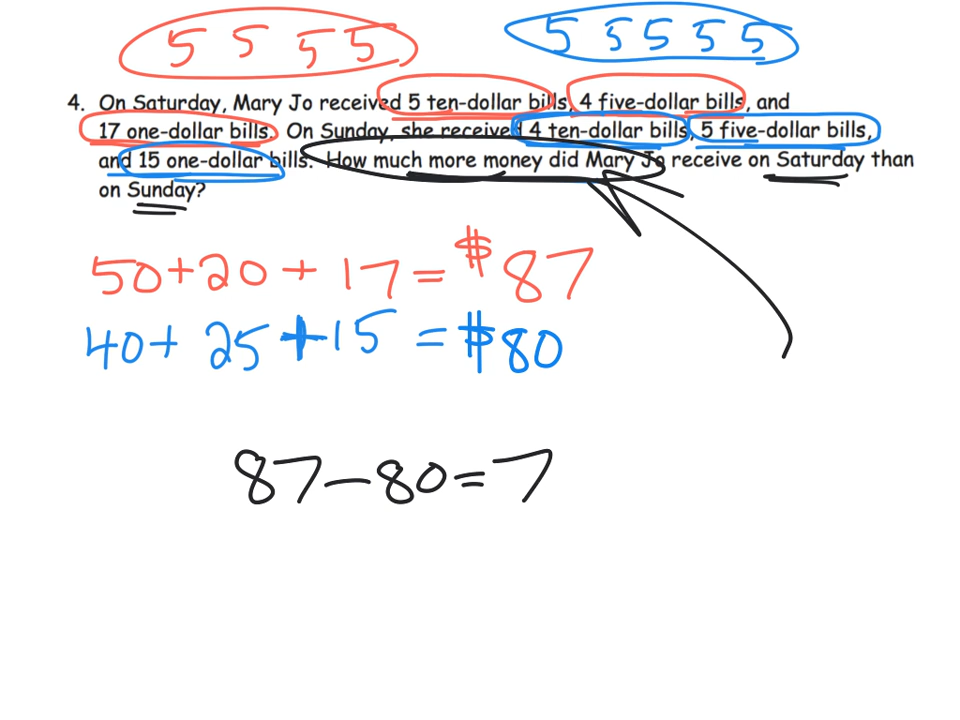 5 5 5 5 5 5 5 5 5
4. On Saturday, Mary Jo received 5 ten-dollar bills, 4 five-dollar bills, and
17 one-dollar bills. On Sunday, she received 4 ten-dollar bills, 5 five-dollar bills,
and 15 one-dollar bills. How much more money did Mary Jo receive on Saturday than
on Sunday?
50+20+17=$87
40+25+15=$80
87-80=7